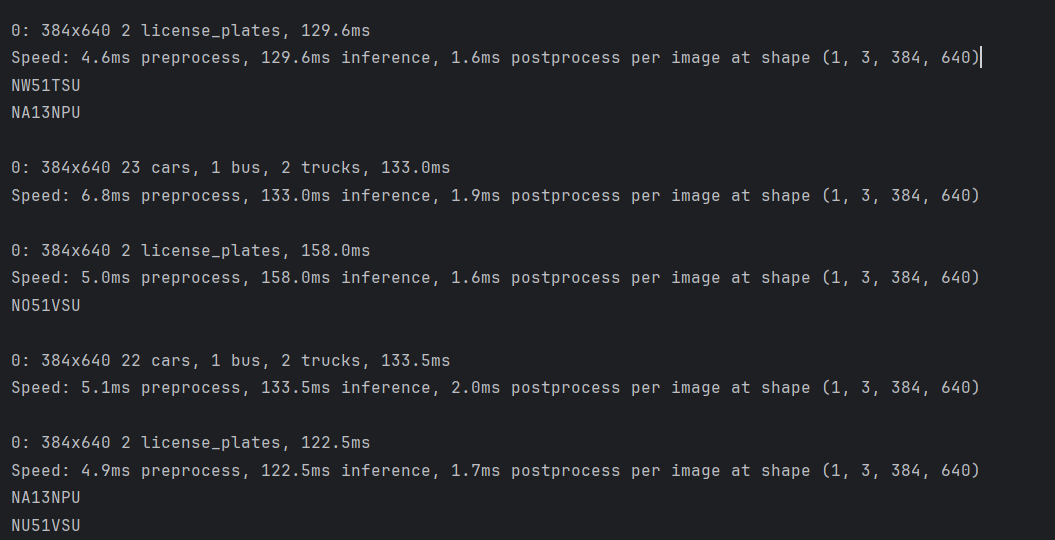 0: 384x640 2 license_plates, 129.6ms
Speed: 4.6ms preprocess, 129.6ms inference, 1.6ms postprocess per image at shape (1, 3, 384, 640)
NW51TSU
NA13NPU
0: 384x640 23 cars, 1 bus, 2 trucks, 133.0ms
Speed: 6.8ms preprocess, 133.0ms inference, 1.9ms postprocess per image at shape (1, 3, 384, 640)
0: 384x640 2 license_plates, 158.0ms
Speed: 5.0ms preprocess, 158.0ms inference, 1.6ms postprocess per image at shape (1, 3, 384, 640)
NO51VSU
0: 384x640 22 cars, 1 bus, 2 trucks, 133.5ms
Speed: 5.1ms preprocess, 133.5ms inference, 2.0ms postprocess per image at shape (1, 3, 384, 640)
0: 384x640 2 license_plates, 122.5ms
Speed: 4.9ms preprocess, 122.5ms inference, 1.7ms postprocess per image at shape (1, 3, 384, 640)
NA13NPU
NU51VSU